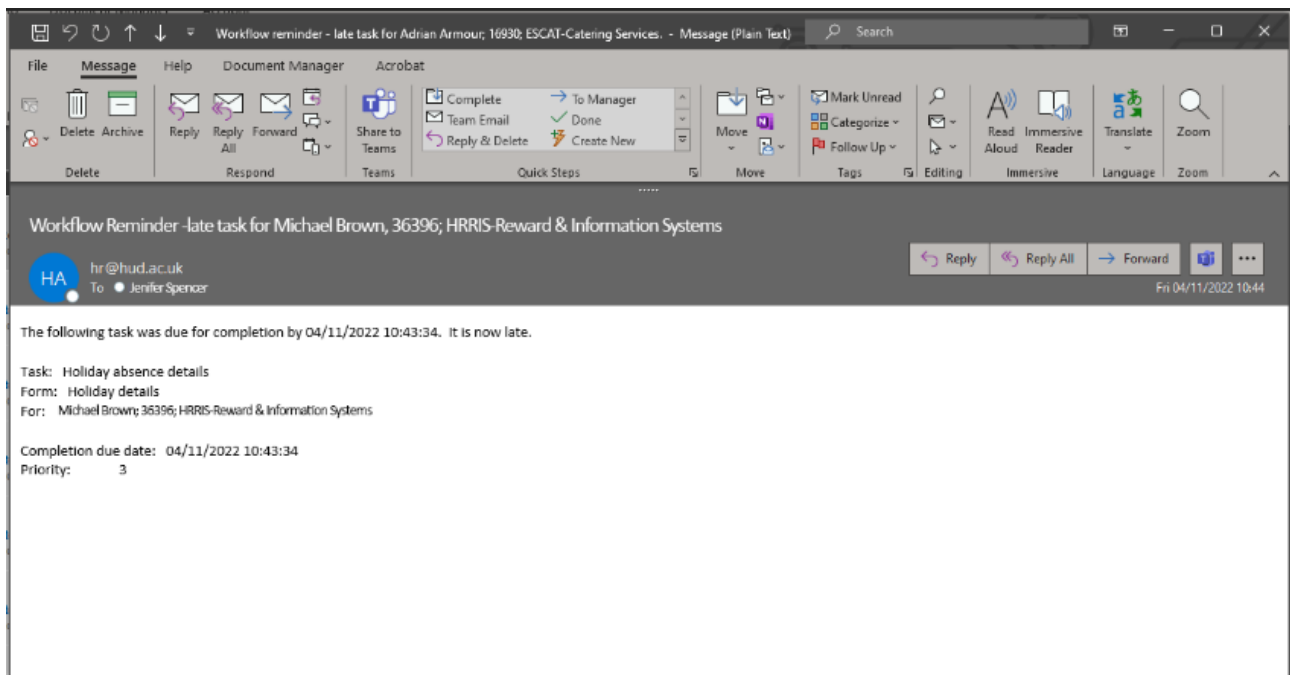 Workflow reminder - late task for Adrian Armour; 16930; ESCAT-Catering Services. - Message (Plain Text)
Search
File Message Help Document Manager Acrobat
Delete Archive
Reply Reply All Forward
Share to Teams
Complete To Manager
Team Email Done
Reply & Delete Create New
Move
Mark Unread
Categorize
Follow Up
Read Aloud Immersive Reader
Translate
Zoom
Delete Respond Teams Quick Steps Move Tags Editing Immersive Language Zoom
Workflow Reminder -late task for Michael Brown, 36396; HRRIS-Reward & Information Systems
HA
hr@hud.ac.uk
To Jenifer Spencer
Reply Reply All Forward
Fri 04/11/2022 10:44
The following task was due for completion by 04/11/2022 10:43:34. It is now late.
Task: Holiday absence details
Form: Holiday details
For: Michael Brown; 36396; HRRIS-Reward & Information Systems
Completion due date: 04/11/2022 10:43:34
Priority: 3